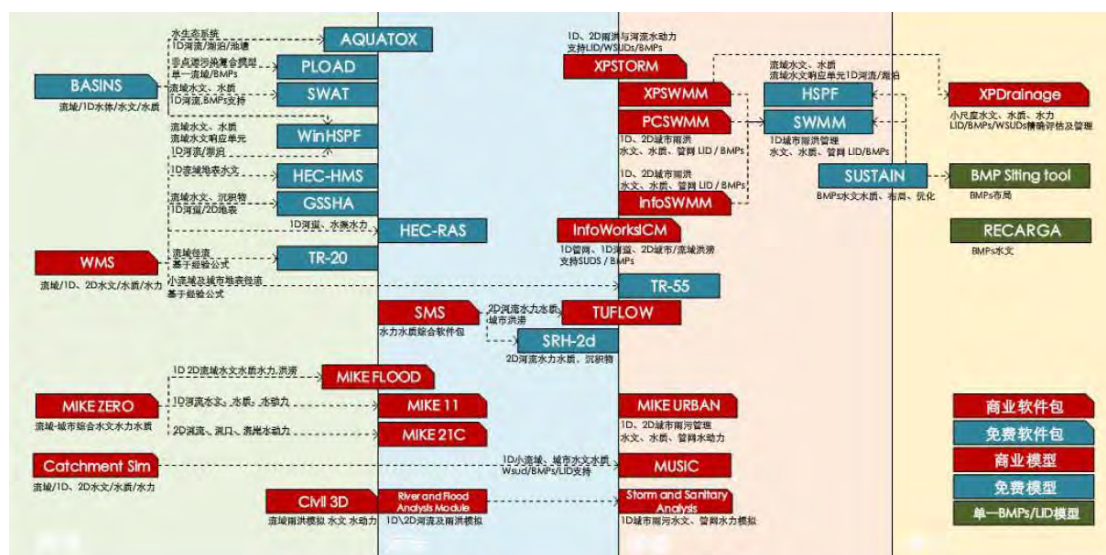 水生态系统
1D河流/湖泊/池塘
AQUATOX
非点源污染复合模型
单一流域/BMPs
PLOAD
BASINS
流域/1D水体/水文/水质
流域水文、水质
1D河流.BMPs支持
SWAT
流域水文、水质
流域水文响应单元
1D河流/湖泊
WinHSPF
1D流域地表水文
HEC-HMS
流域水文、沉积物
1D河道/2D地表
GSSHA
1D河道、水振水力
HEC-RAS
WMS
流域/1D、2D水文/水质/水力
流域径流
基于经验公式
TR-20
小流域及城市地表径流
基于经验公式
TR-55
SMS
水力水质综合软件包
2D河流水力水质
城市洪涝
TUFLOW
SRH-2d
2D河流水力水质、沉积物
1D、2D雨洪与河流水动力
支持LID/WSUDs/BMPs
XPSTORM
XPSWMM
PCSWMM
1D、2D城市雨洪
水文、水质、管网 LID / BMPs
1D、2D城市雨洪
水文、水质、管网 LID / BMPs
infoSWMM
InfoWorksICM
1D管网、1D河道、2D城市/流域洪涝
支持SUDS / BMPs
流域水文、水质
流域水文响应单元1D河流/湖泊
HSPF
SWMM
1D城市雨洪管理
水文、水质、管网 LID/BMPs
SUSTAIN
BMPs水文水质、布局、优化
XPDrainage
小尺度水文、水质、水力
LID/BMPs/WSUDs精确评估及管理
BMP Siting tool
BMPs布局
RECARGA
BMPs水文
MIKE ZERO
流域-城市综合水文水力水质
1D 2D流域水文水质水力.洪涝
MIKE FLOOD
1D河流水文、水质、水动力
MIKE 11
2D河流、河口、海岸水动力
MIKE 21C
MIKE URBAN
1D、2D城市雨污管理
水文、水质、管网水动力
Catchment Sim
流域/1D、2D水文/水质/水力
1D小流域、城市水文水质
Wsud/BMPs/LID支持
MUSIC
Civil 3D
流域雨洪模拟 水文 水动力
River and Flood
Analysis Module
1D\2D河流及雨洪模拟
Storm and Sanitary
Analysis
1D城市雨污水文、管网水力模拟
商业软件包
免费软件包
商业模型
免费模型
单一BMPs/LID模型